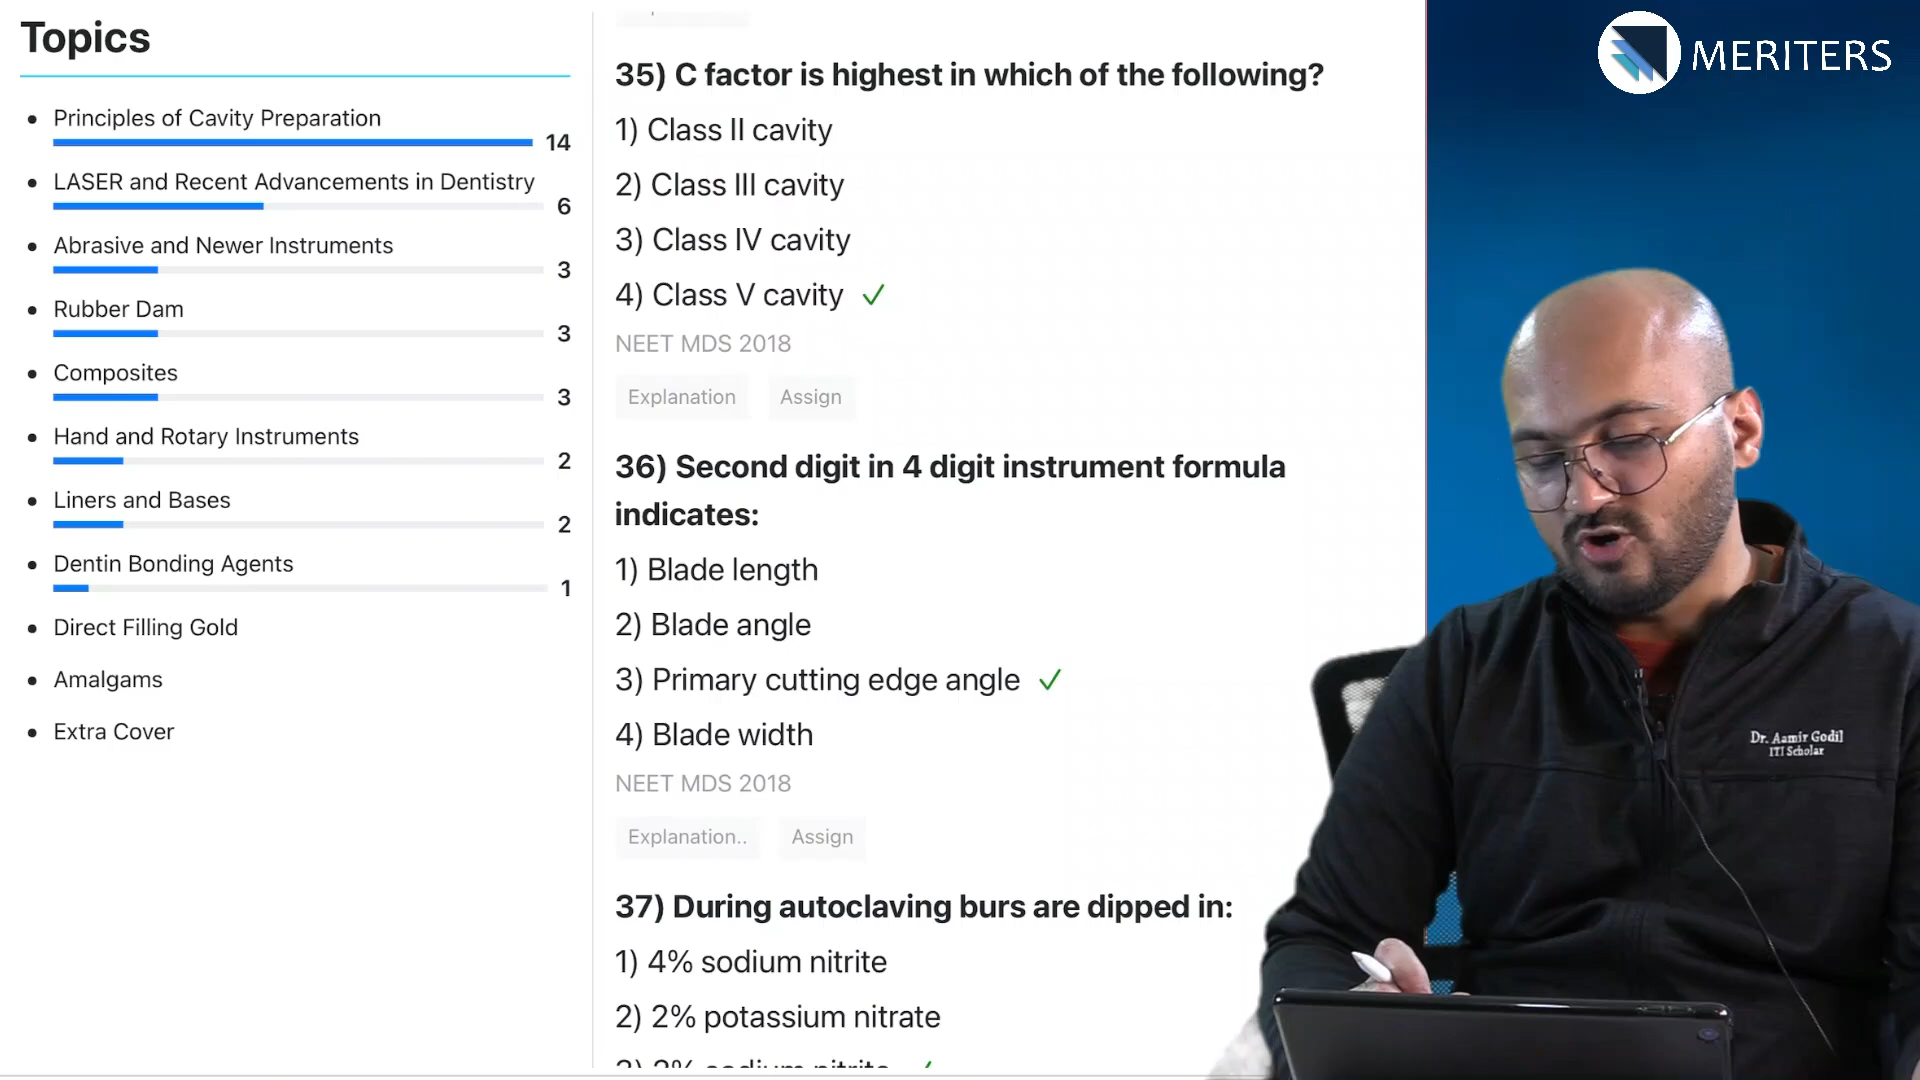 Topics
Principles of Cavity Preparation
14
LASER and Recent Advancements in Dentistry
6
Abrasive and Newer Instruments
3
Rubber Dam
3
Composites
3
Hand and Rotary Instruments
2
Liners and Bases
2
Dentin Bonding Agents
1
Direct Filling Gold
Amalgams
Extra Cover
35) C factor is highest in which of the following?
1) Class II cavity
2) Class III cavity
3) Class IV cavity
4) Class V cavity ✓
NEET MDS 2018
Explanation Assign
36) Second digit in 4 digit instrument formula
indicates:
1) Blade length
2) Blade angle
3) Primary cutting edge angle ✓
4) Blade width
NEET MDS 2018
Explanation.. Assign
37) During autoclaving burs are dipped in:
1) 4% sodium nitrite
2) 2% potassium nitrate
MERITERS
Dr. Aamir Godil
ITI Scholar